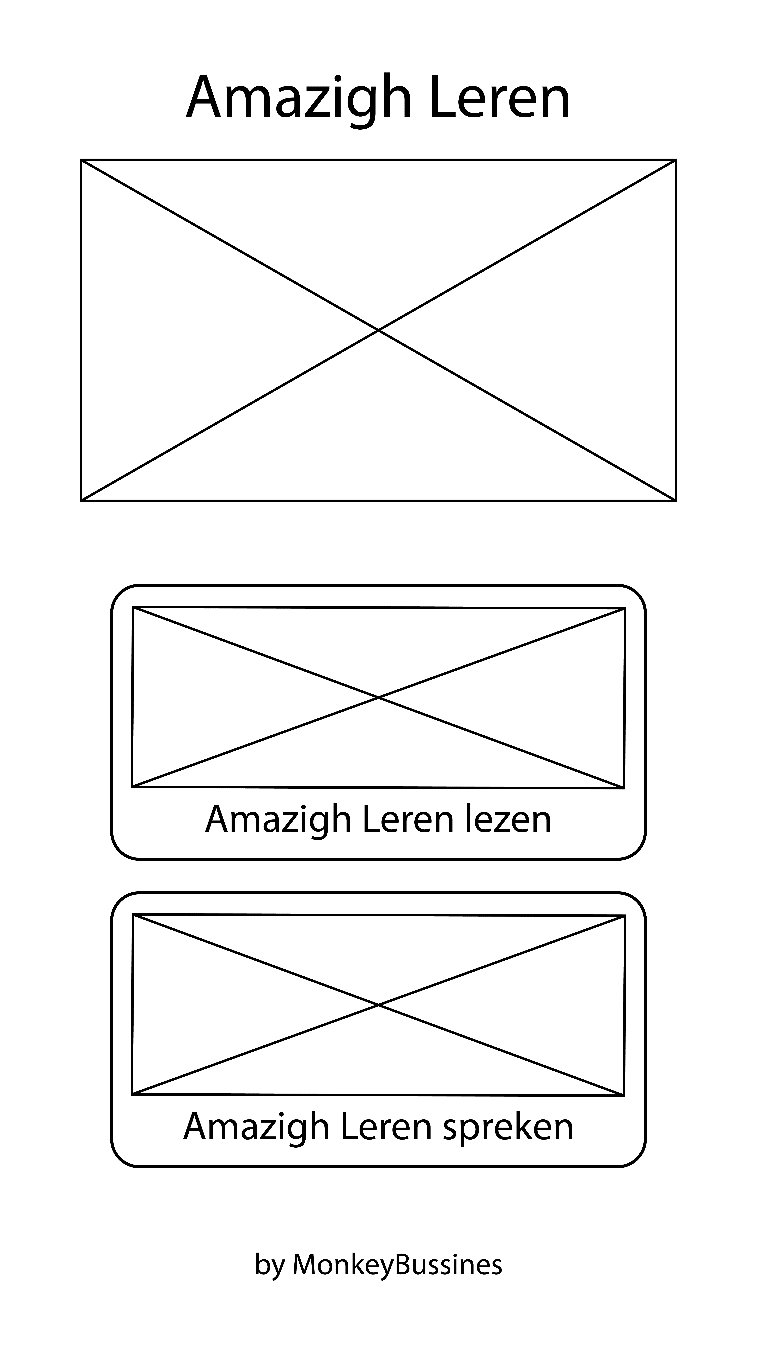 Amazigh Leren
Amazigh Leren lezen
Amazigh Leren spreken
by MonkeyBussines